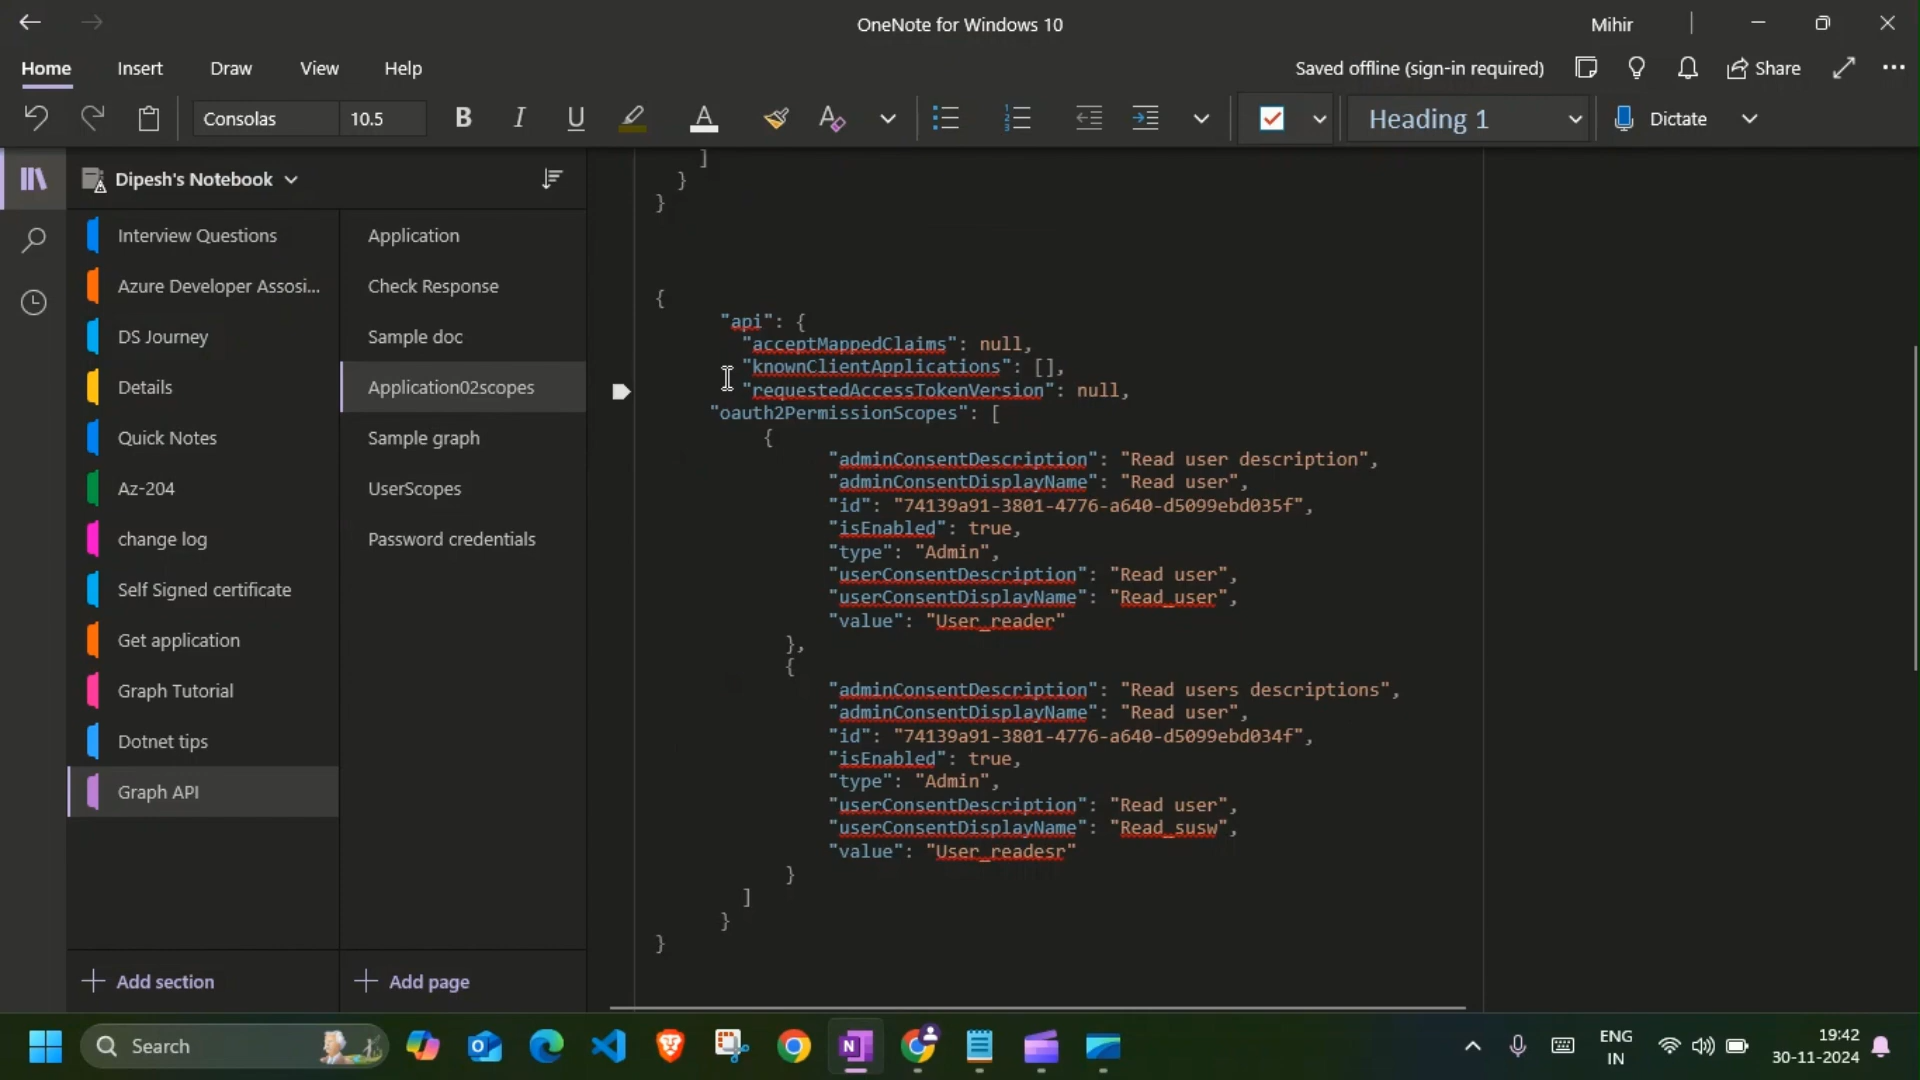 OneNote for Windows 10
Mihir
Home
Insert
Draw
View
Help
Saved offline (sign-in required)
Share
Consolas
10.5
B
I
U
A
A
Heading 1
Dictate
Dipesh's Notebook
Interview Questions
Azure Developer Assosi...
DS Journey
Details
Quick Notes
Az-204
change log
Self Signed certificate
Get application
Graph Tutorial
Dotnet tips
Graph API
Add section
Application
Check Response
Sample doc
Application02scopes
Sample graph
UserScopes
Password credentials
Add page
]
}
}
{
"api": {
"acceptMappedClaims": null,
"knownClientApplications": [],
"requestedAccessTokenVersion": null,
"oauth2PermissionScopes": [
{
"adminConsentDescription": "Read user description",
"adminConsentDisplayName": "Read user",
"id": "74139a91-3801-4776-a640-d5099ebd035f",
"isEnabled": true,
"type": "Admin",
"userConsentDescription": "Read user",
"userConsentDisplayName": "Read_user",
"value": "User_reader"
},
{
"adminConsentDescription": "Read users descriptions",
"adminConsentDisplayName": "Read user",
"id": "74139a91-3801-4776-a640-d5099ebd034f",
"isEnabled": true,
"type": "Admin",
"userConsentDescription": "Read user",
"userConsentDisplayName": "Read_susw",
"value": "User_readesr"
}
]
}
}
Search
ENG
IN
19:42
30-11-2024